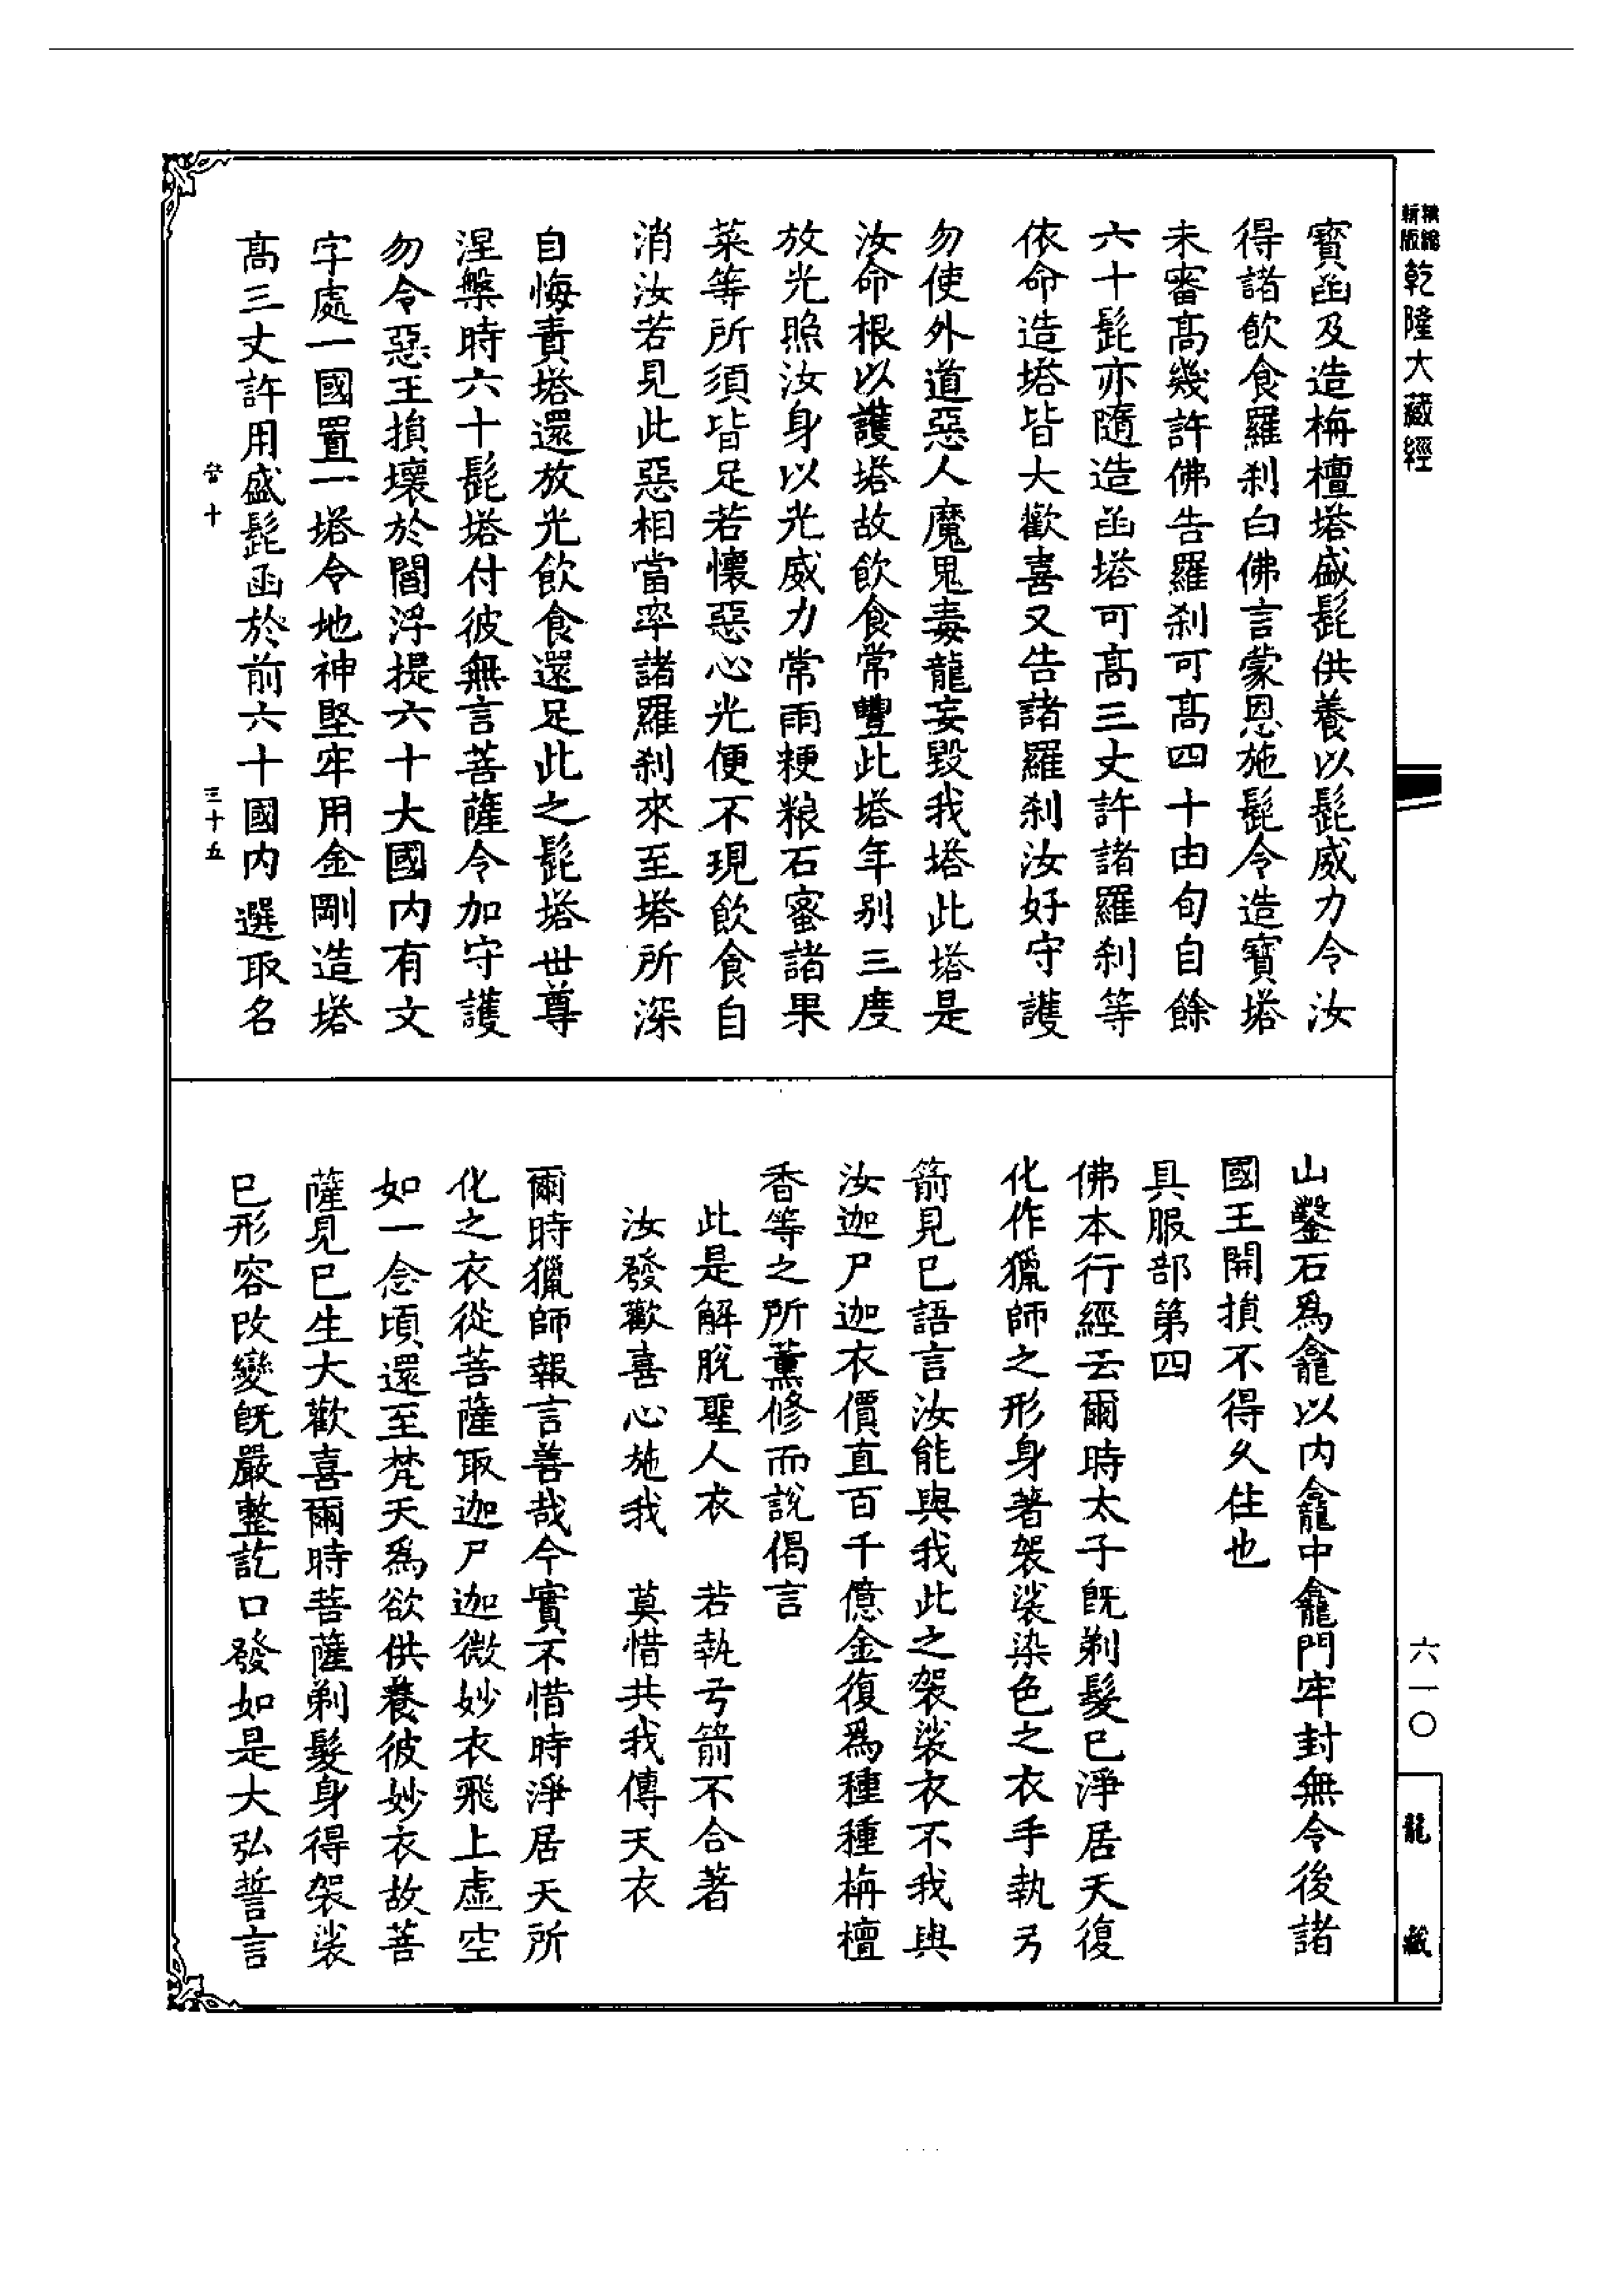 精縮
新版
乾隆大藏經
寶函及造栴檀塔盛髭供養以髭威力令汝
得諸飲食羅刹白佛言蒙恩施髭令造寶塔
未審髙幾許佛告羅刹可髙四十由旬自餘
六十髭亦隨造函塔可髙三丈許諸羅刹等
依命造塔皆大歡喜又告諸羅刹汝好守護
勿使外道惡人魔鬼毒龍妄毀我塔此塔是
汝命根以護塔故飲食常豐此塔年别三度
放光照汝身以光威力常雨粳粮石蜜諸果
菜等所須皆足若懷惡心光便不現飲食自
消汝若見此惡相當率諸羅刹來至塔所深
自悔責塔還放光飲食還足此之髭塔世尊
涅槃時六十髭塔付彼無言菩薩令加守護
勿令惡王損壞於閻浮提六十大國内有文
字處一國置一塔令地神堅牢用金剛造塔
髙三丈許用盛髭函於前六十國内選取名
三十五
山鑿石爲龕以内龕中龕門牢封無令後諸
國王開損不得久住也
具服部第四
佛本行經云爾時太子旣剃髮巳淨居天復
化作獵師之形身著袈裟染色之衣手執弓
箭見巳語言汝能與我此之袈裟衣不我與
汝迦尸迦衣價直百千億金復爲種種栴檀
香等之所薰修而説偈言
此是解脫聖人衣　若執弓箭不合著
汝發歡喜心施我　莫惜共我傳天衣
爾時獵師報言善哉今實不惜時淨居天所
化之衣從菩薩取迦尸迦微妙衣飛上虛空
如一念頃還至梵天爲欲供養彼妙衣故菩
薩見巳生大歡喜爾時菩薩剃髮身得袈裟
巳形容改變旣嚴整訖口發如是大弘誓言
六一〇
龍藏